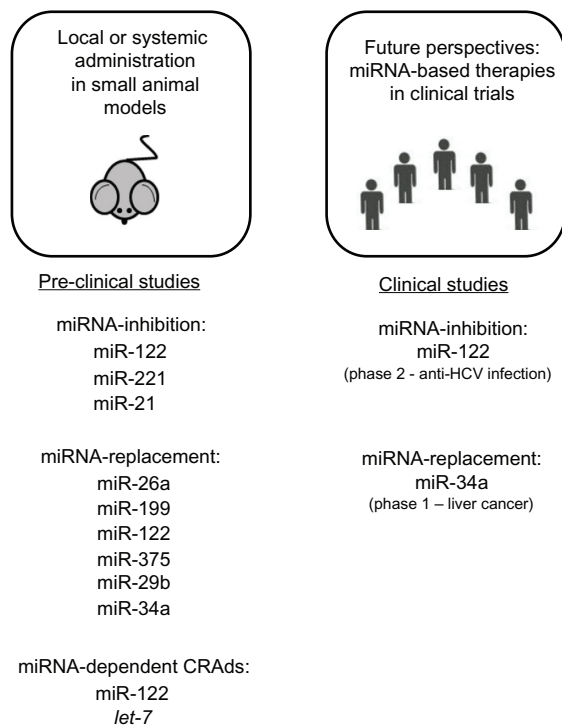 Local or systemic
administration
in small animal
models
Pre-clinical studies
miRNA-inhibition:
miR-122
miR-221
miR-21
miRNA-replacement:
miR-26a
miR-199
miR-122
miR-375
miR-29b
miR-34a
miRNA-dependent CRAds:
miR-122
let-7
Future perspectives:
miRNA-based therapies
in clinical trials
Clinical studies
miRNA-inhibition:
miR-122
(phase 2 - anti-HCV infection)
miRNA-replacement:
miR-34a
(phase 1 – liver cancer)